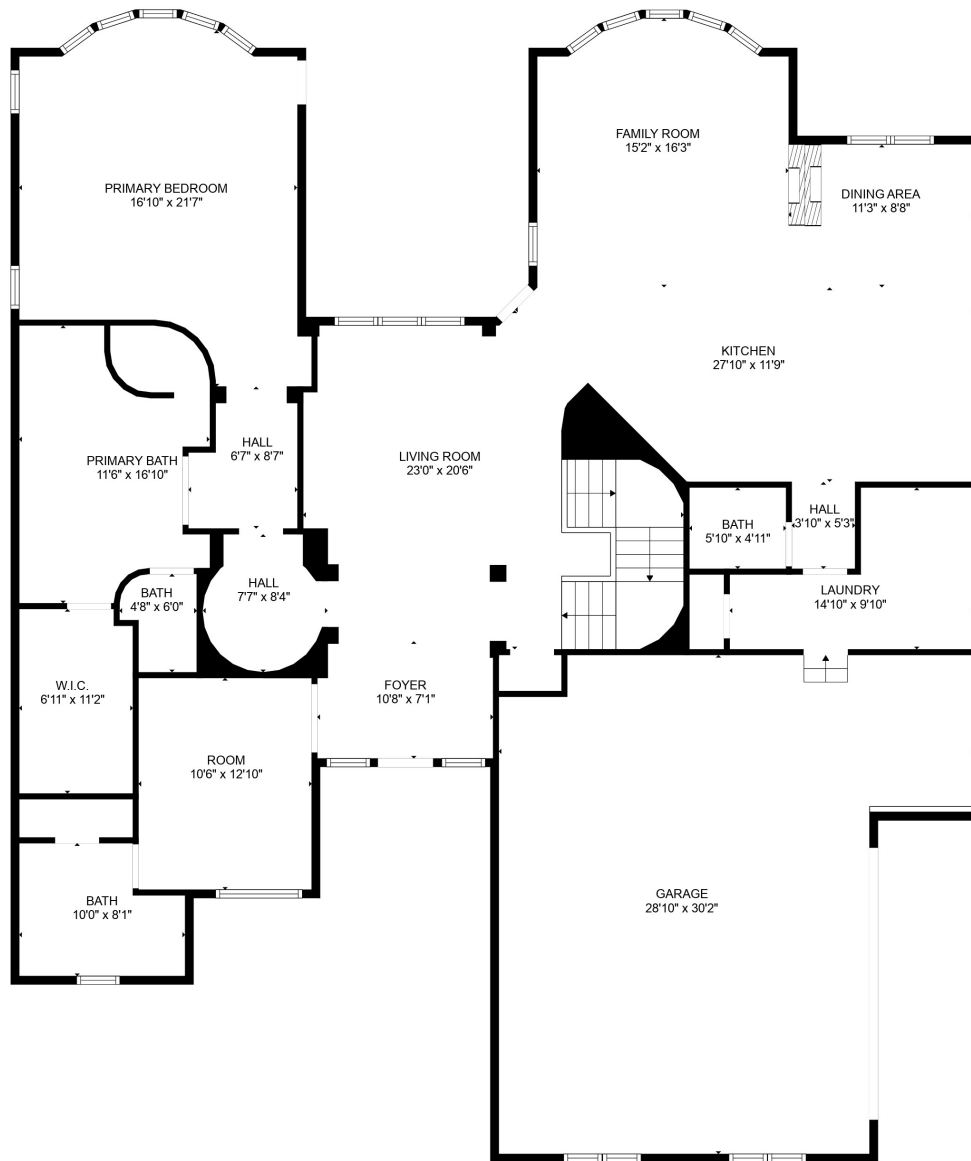 FAMILY ROOM
15'2" x 16'3"
PRIMARY BEDROOM
16'10" x 21'7"
DINING AREA
11'3" x 8'8"
KITCHEN
27'10" x 11'9"
HALL
6'7" x 8'7"
LIVING ROOM
23'0" x 20'6"
PRIMARY BATH
11'6" x 16'10"
HALL
3'10" x 5'3"
BATH
5'10" x 4'11"
HALL
7'7" x 8'4"
BATH
4'8" x 6'0"
LAUNDRY
14'10" x 9'10"
W.I.C.
6'11" x 11'2"
FOYER
10'8" x 7'1"
ROOM
10'6" x 12'10"
GARAGE
28'10" x 30'2"
BATH
10'0" x 8'1"